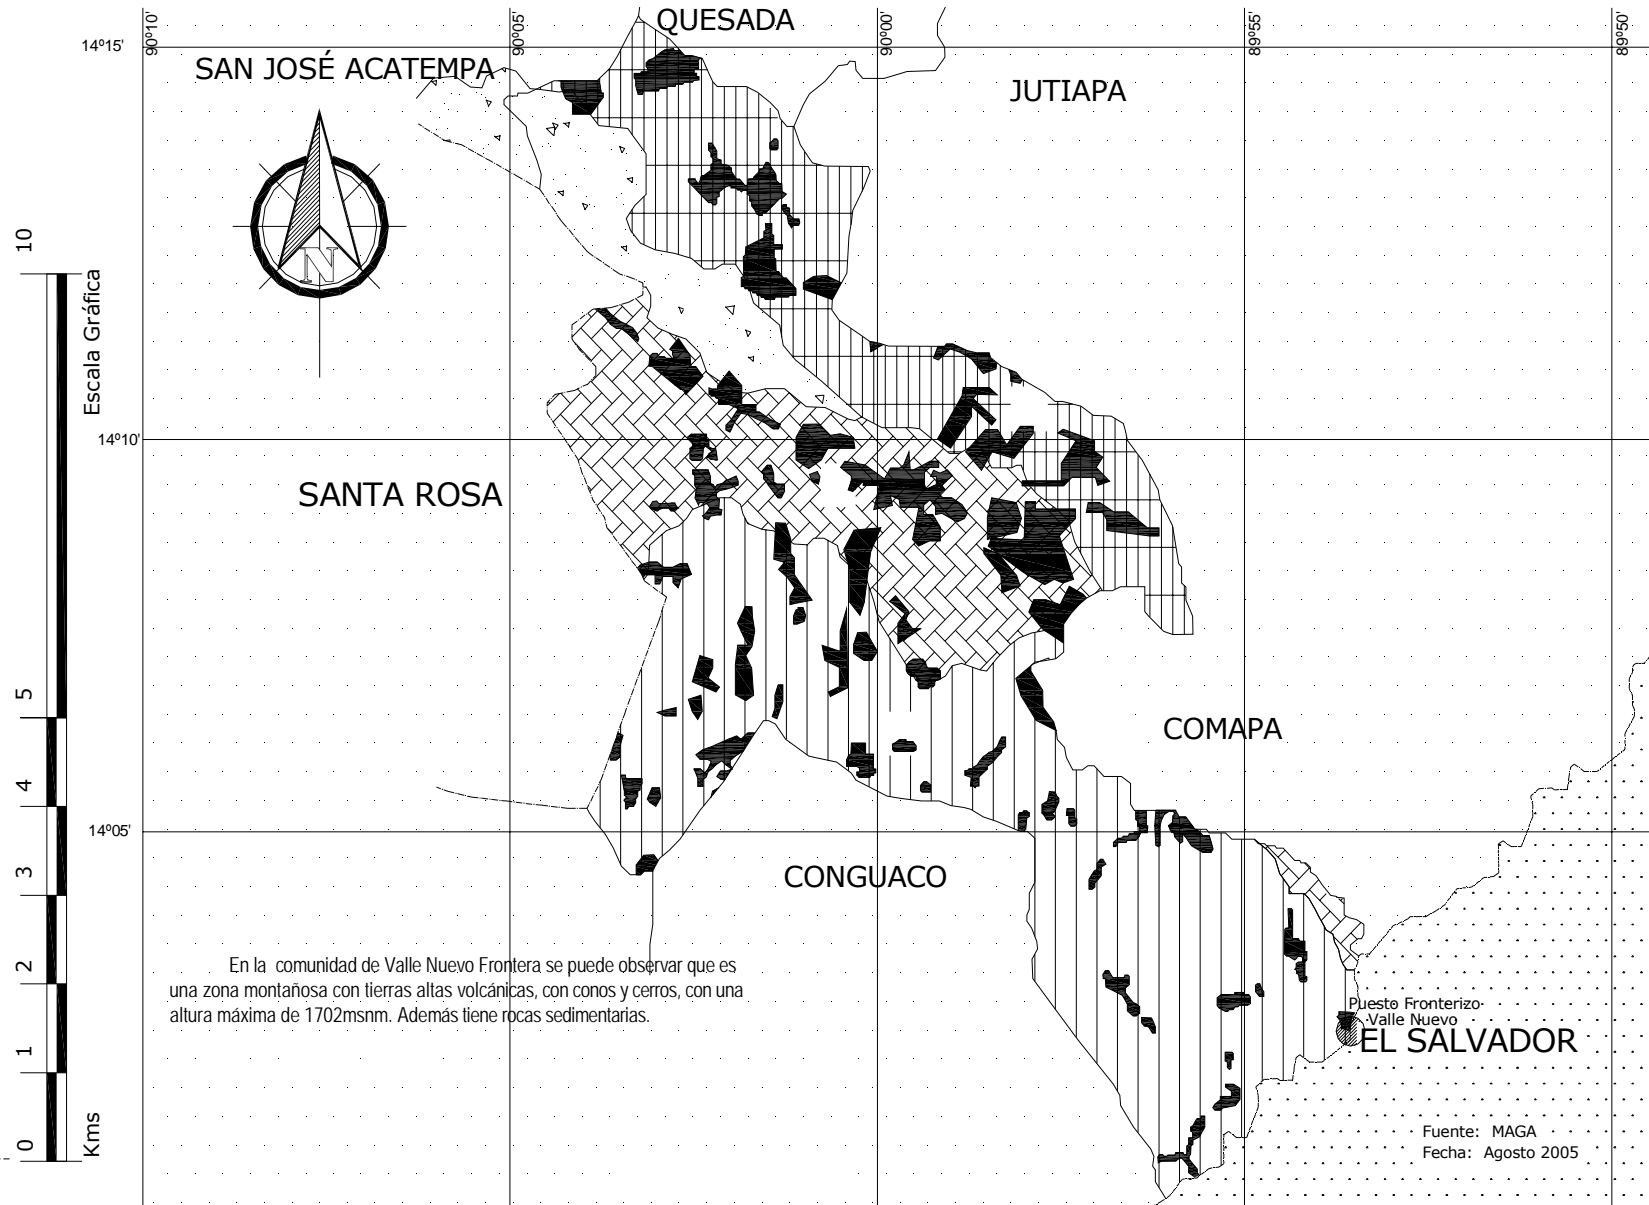 QUESADA
90º10'
90º05'
90º00'
89º55'
89º50'
14º15'
SAN JOSÉ ACATEMPA
JUTIAPA
N
10
Escala Gráfica
14º10'
SANTA ROSA
5
COMAPA
4
14º05'
3
CONGUACO
2
En la comunidad de Valle Nuevo Frontera se puede observar que es
una zona montañosa con tierras altas volcánicas, con conos y cerros, con una
altura máxima de 1702msnm. Además tiene rocas sedimentarias.
Puesto Fronterizo
Valle Nuevo
EL SALVADOR
1
0
Kms
Fuente: MAGA
Fecha: Agosto 2005